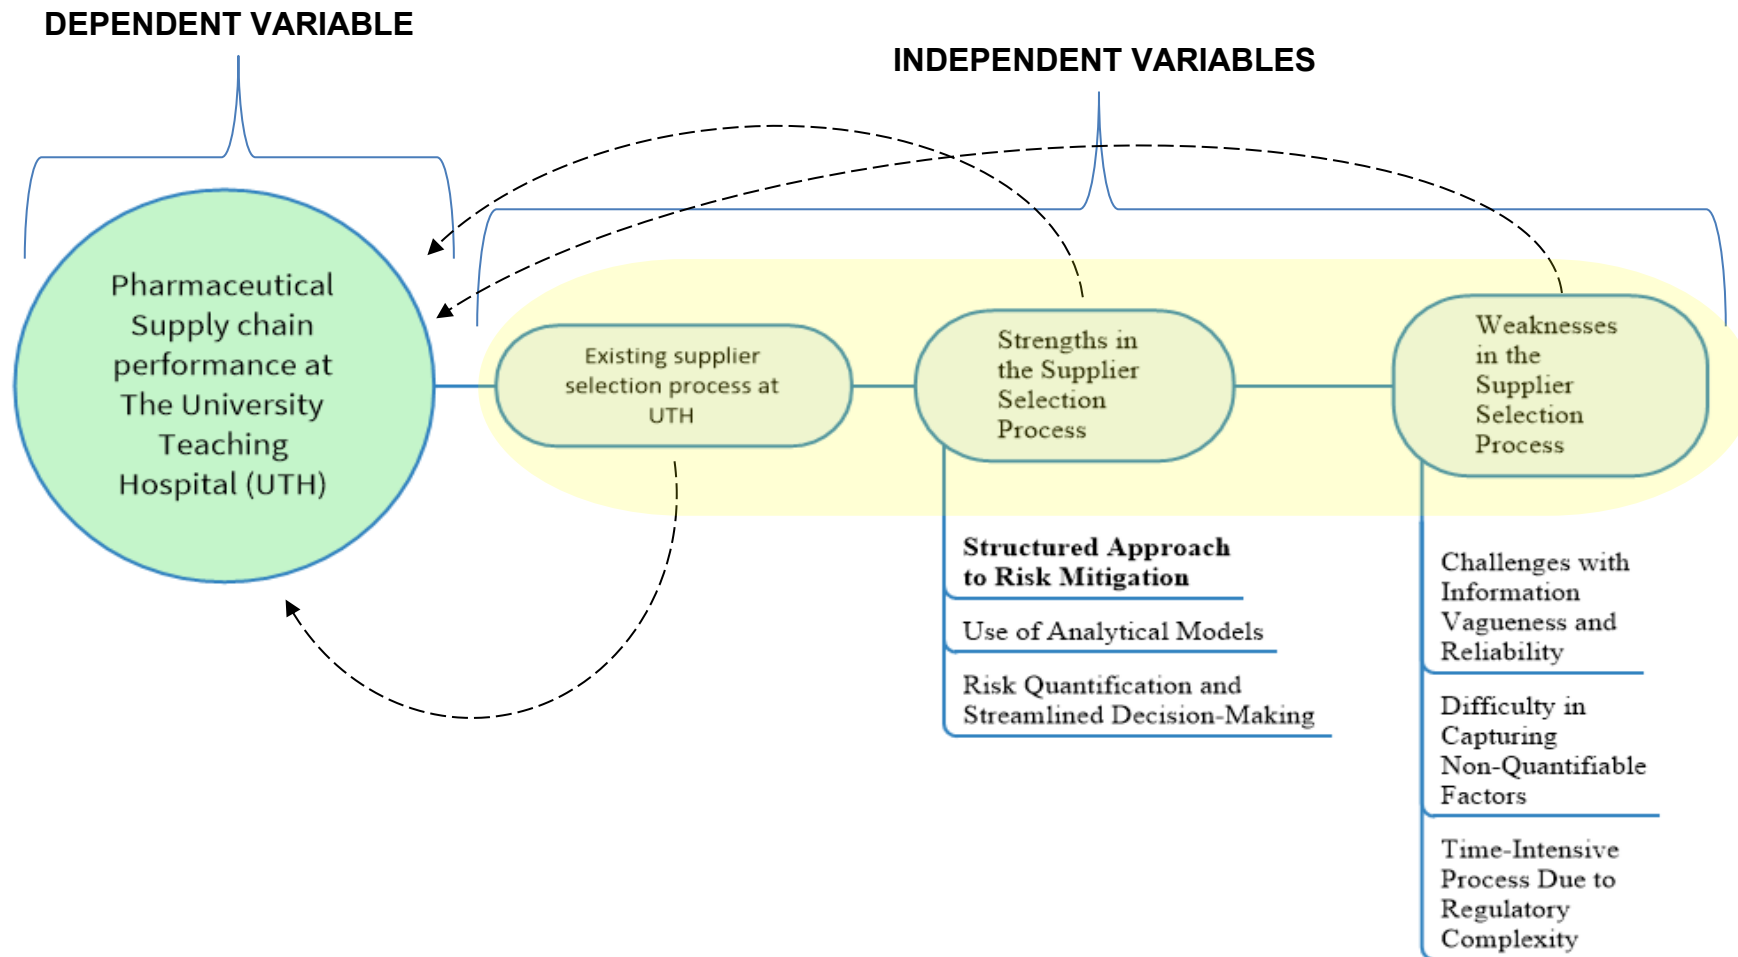 DEPENDENT VARIABLE
INDEPENDENT VARIABLES
Pharmaceutical
Supply chain
performance at
The University
Teaching
Hospital (UTH)
Existing supplier
selection process at
UTH
Strengths in
the Supplier
Selection
Process
Weaknesses
in the
Supplier
Selection
Process
Structured Approach
to Risk Mitigation
Use of Analytical Models
Risk Quantification and
Streamlined Decision-Making
Challenges with
Information
Vagueness and
Reliability
Difficulty in
Capturing
Non-Quantifiable
Factors
Time-Intensive
Process Due to
Regulatory
Complexity